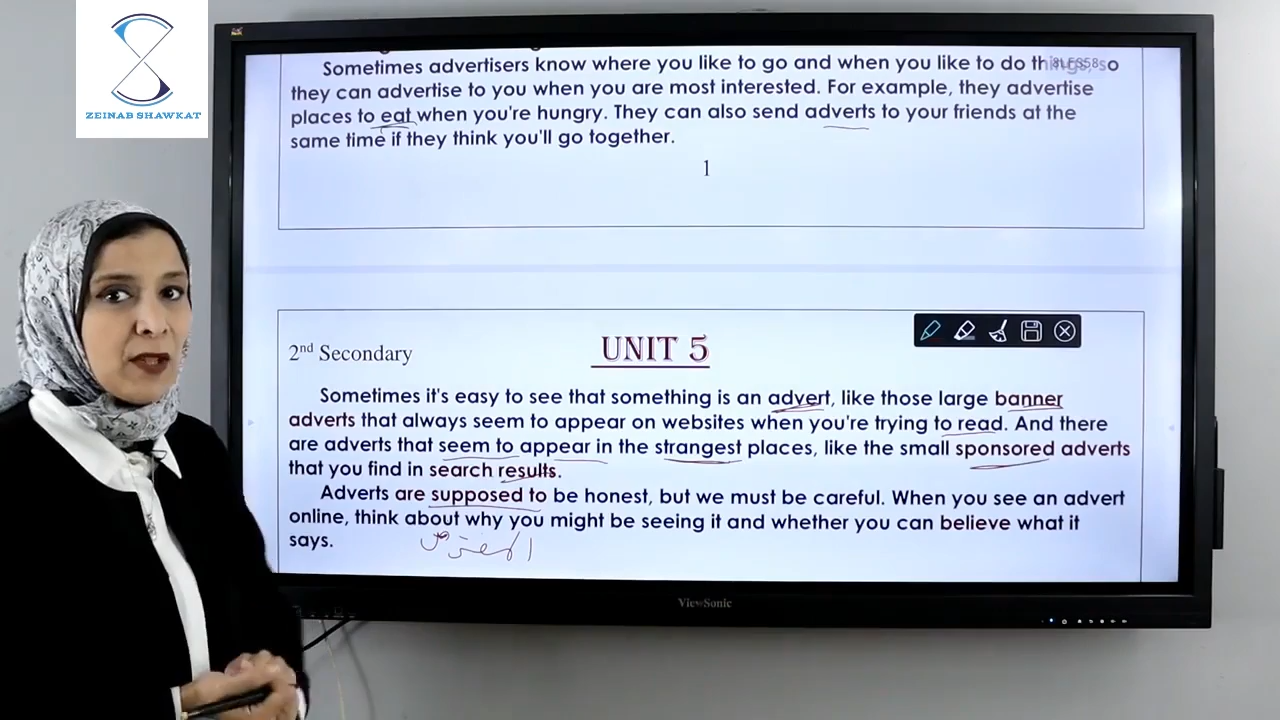 ZEINAB SHAWKAT
Sometimes advertisers know where you like to go and when you like to do things, so
they can advertise to you when you are most interested. For example, they advertise
places to eat when you're hungry. They can also send adverts to your friends at the
same time if they think you'll go together.
1
2nd Secondary
UNIT 5
Sometimes it's easy to see that something is an advert, like those large banner
adverts that always seem to appear on websites when you're trying to read. And there
are adverts that seem to appear in the strangest places, like the small sponsored adverts
that you find in search results.
Adverts are supposed to be honest, but we must be careful. When you see an advert
online, think about why you might be seeing it and whether you can believe what it
says.
المفترض
ViewSonic